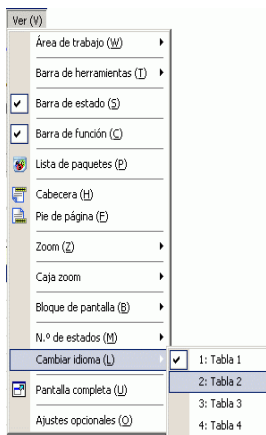 Ver (V)
Área de trabajo (W)
Barra de herramientas (T)
Barra de estado (S)
Barra de función (C)
Lista de paquetes (P)
Cabecera (H)
Pie de página (F)
Zoom (Z)
Caja zoom
Bloque de pantalla (B)
N.º de estados (M)
Cambiar idioma (L)
1: Tabla 1
2: Tabla 2
3: Tabla 3
4: Tabla 4
Pantalla completa (U)
Ajustes opcionales (O)